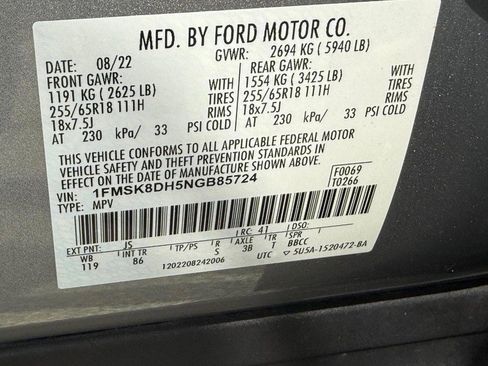 MFD. BY FORD MOTOR CO.
DATE: 08/22 GVWR: 2694 KG ( 5940 LB)
FRONT GAWR: REAR GAWR:
1191 KG ( 2625 LB) WITH 1554 KG ( 3425 LB) WITH
255/65R18 111H TIRES 255/65R18 111H TIRES
18x7.5J RIMS 18x7.5J RIMS
AT 230 kPa/ 33 PSI COLD AT 230 kPa/ 33 PSI COLD
THIS VEHICLE CONFORMS TO ALL APPLICABLE FEDERAL MOTOR
VEHICLE SAFETY AND THEFT PREVENTION STANDARDS IN
EFFECT ON THE DATE OF MANUFACTURE SHOWN ABOVE.
VIN: 1FMSK8DH5NGB85724 F0069
TYPE: MPV T0266
EXT PNT: JS RC: 41 DSO:
WB INT TR TP/PS R AXLE TR SPR
119 86 S 3B T BBCC
1202208242006 UTC 5U5A-1520472-BA